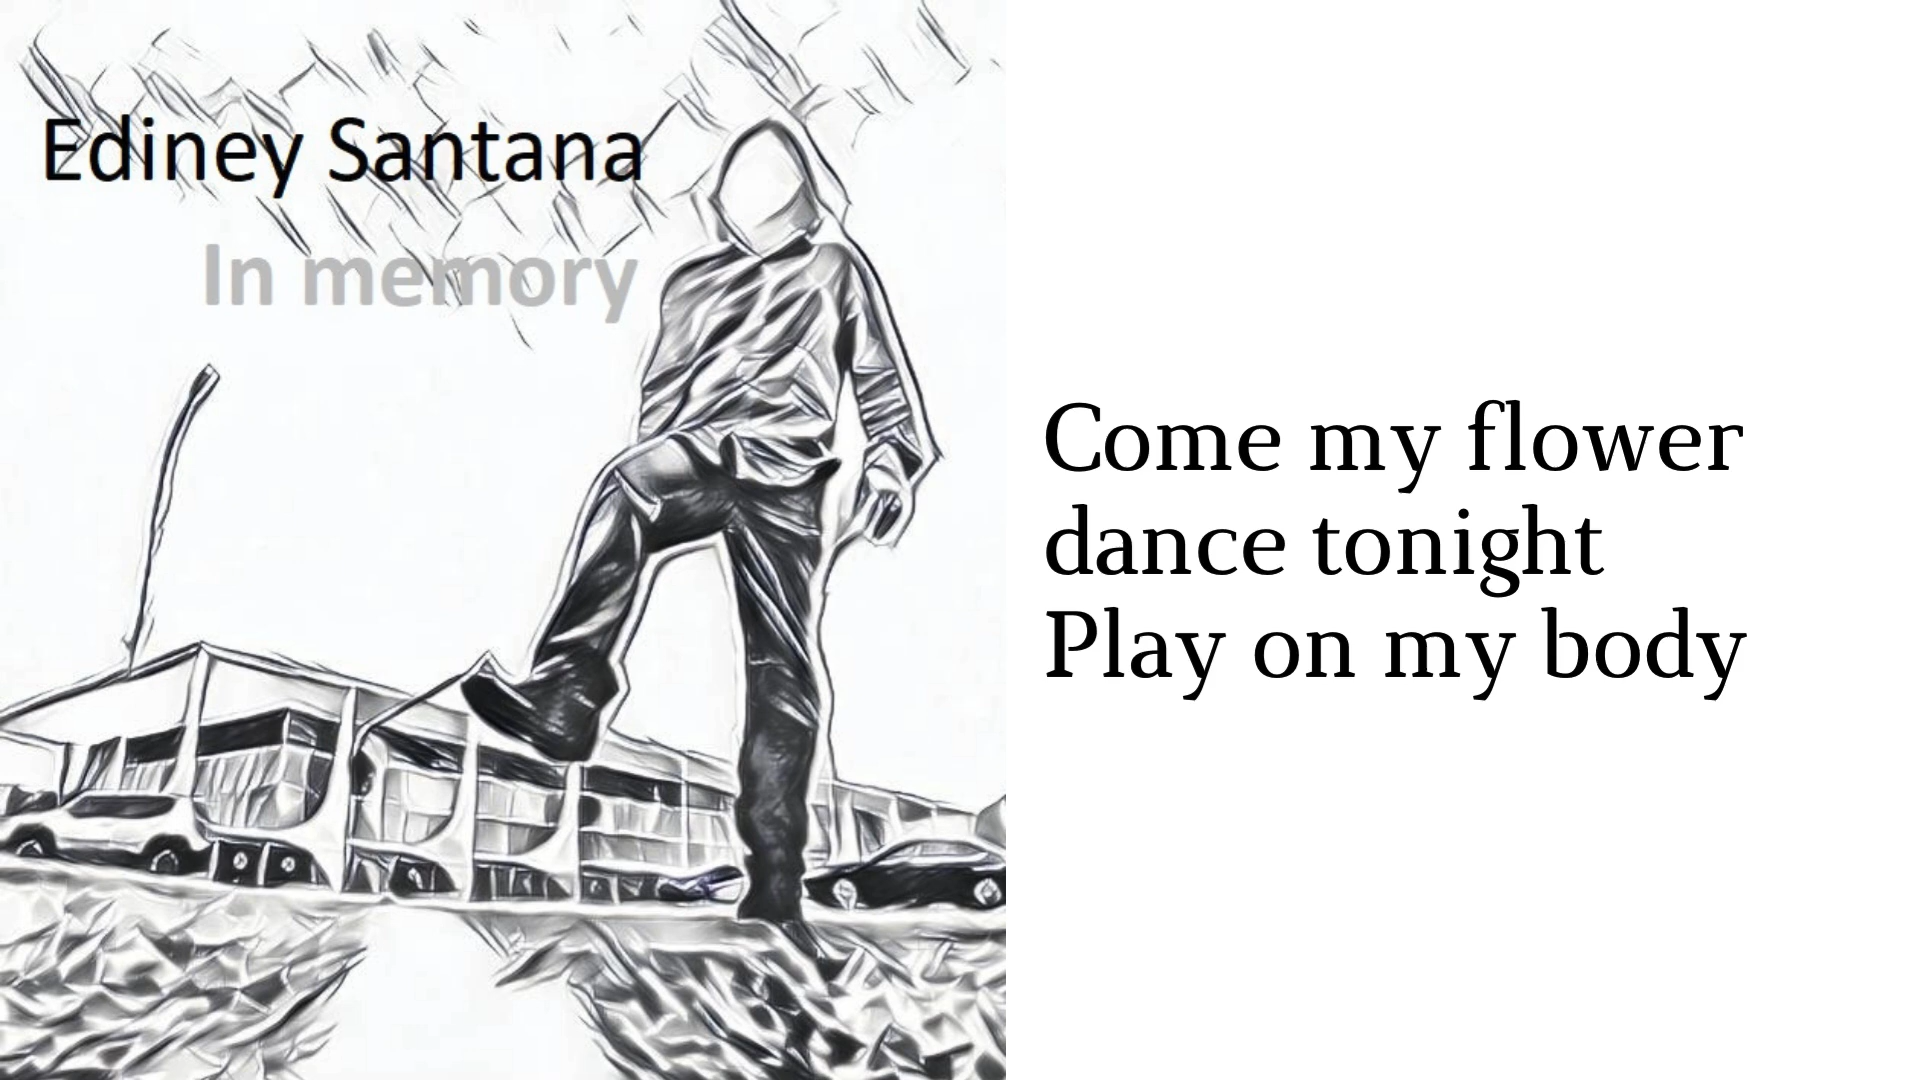 Ediney Santana
In memory
Come my flower
dance tonight
Play on my body